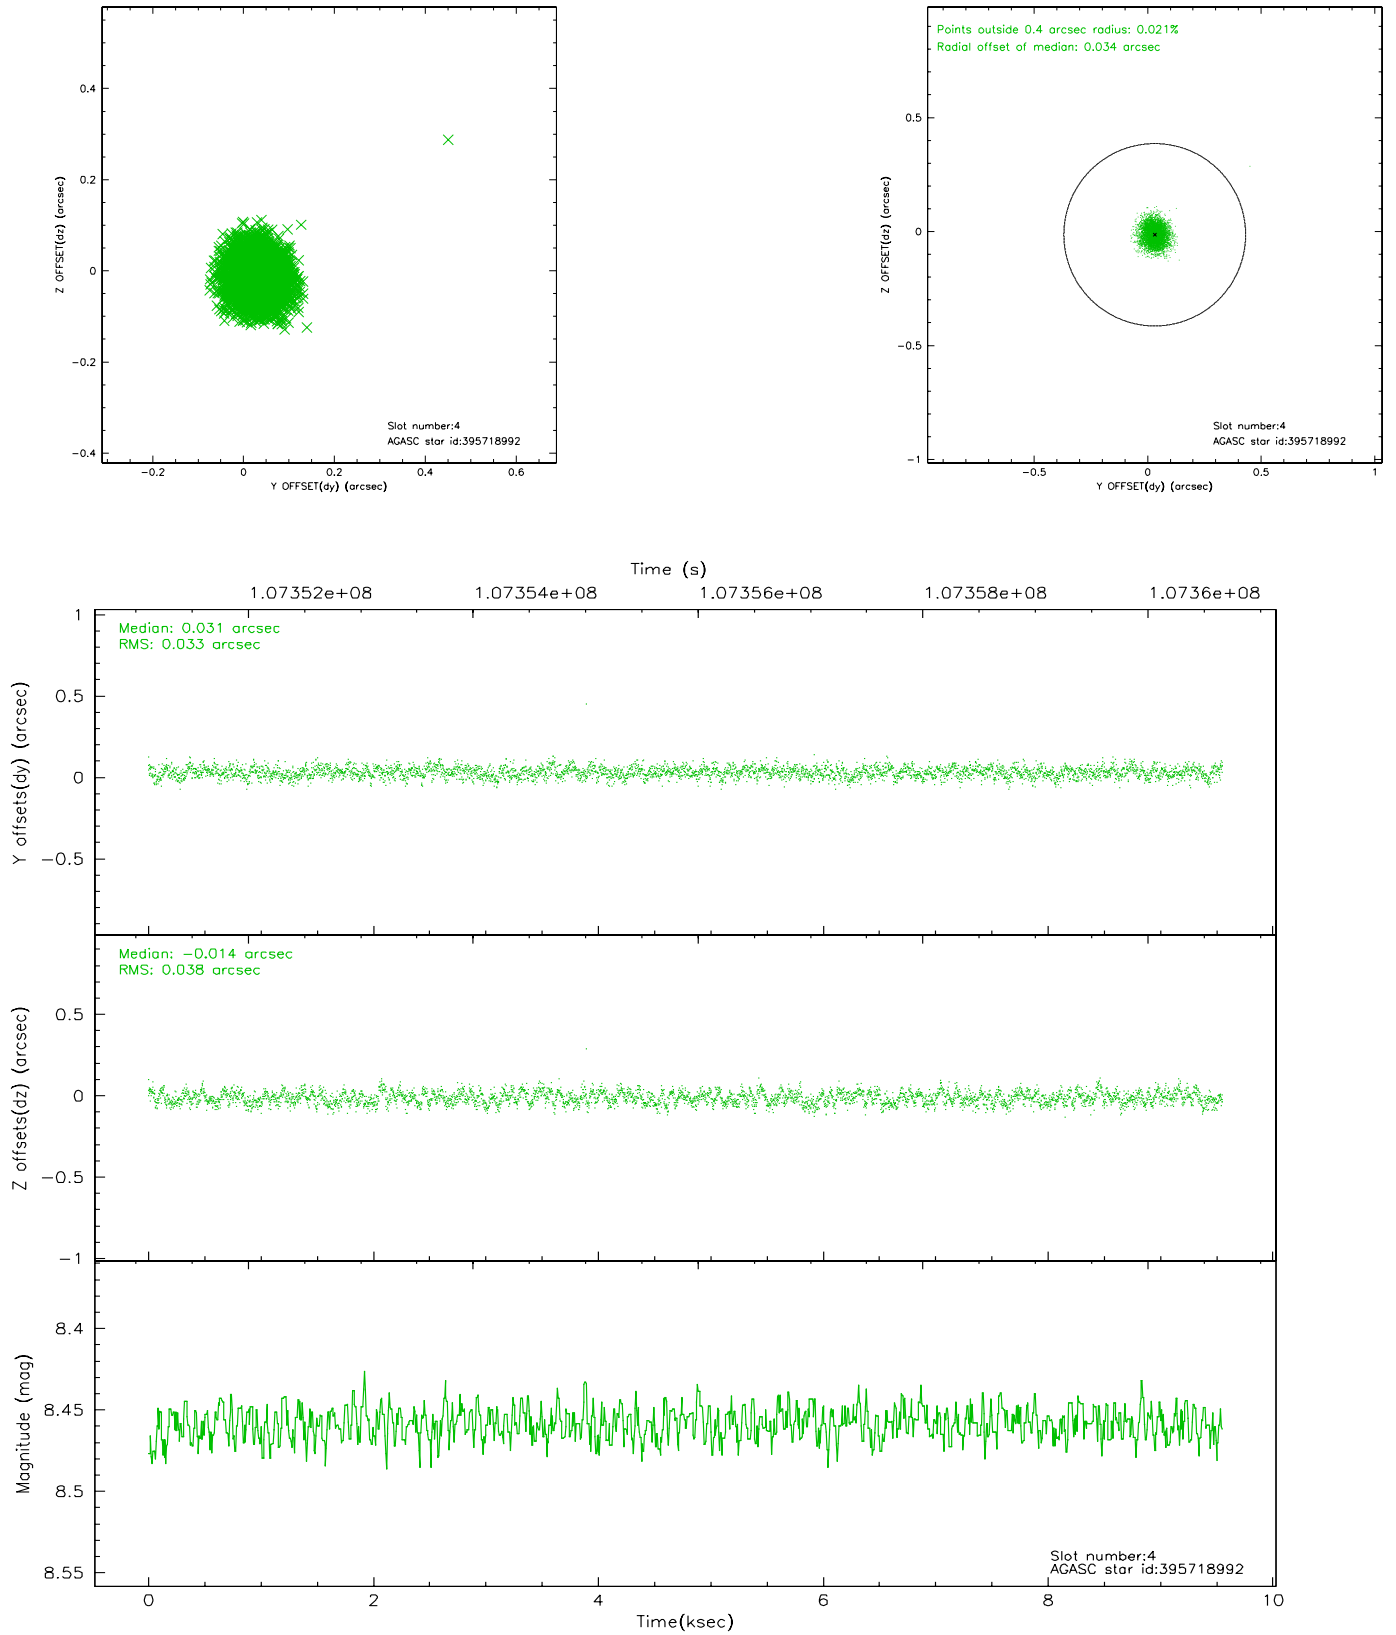 0.4
0.2
0
−0.2
−0.4
Z OFFSET(dz) (arcsec)
Slot number:4
AGASC star id:395718992
−0.2 0 0.2 0.4 0.6
Y OFFSET(dy) (arcsec)
Points outside 0.4 arcsec radius: 0.021%
Radial offset of median: 0.034 arcsec
0.5
0
−0.5
−1
Z OFFSET(dz) (arcsec)
Slot number:4
AGASC star id:395718992
−0.5 0 0.5 1
Y OFFSET(dy) (arcsec)
Time (s)
1.07352e+08 1.07354e+08 1.07356e+08 1.07358e+08 1.0736e+08
Median: 0.031 arcsec
RMS: 0.033 arcsec
1
0.5
0
−0.5
Y offsets(dy) (arcsec)
Median: −0.014 arcsec
RMS: 0.038 arcsec
0.5
0
−0.5
−1
Z offsets(dz) (arcsec)
8.4
8.45
8.5
8.55
Magnitude (mag)
Slot number:4
AGASC star id:395718992
0 2 4 6 8 10
Time(ksec)